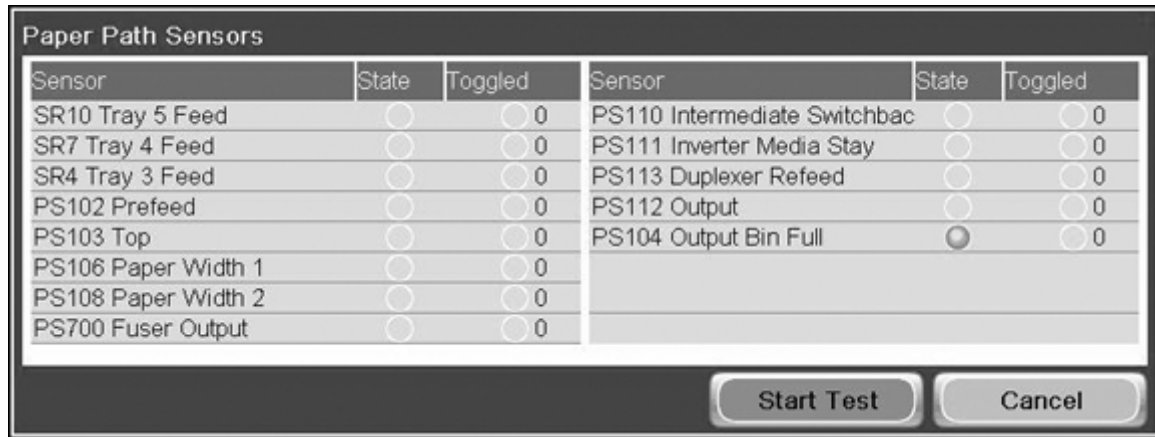 Paper Path Sensors
Sensor State Toggled
SR10 Tray 5 Feed 0
SR7 Tray 4 Feed 0
SR4 Tray 3 Feed 0
PS102 Prefeed 0
PS103 Top 0
PS106 Paper Width 1 0
PS108 Paper Width 2 0
PS700 Fuser Output 0
Sensor State Toggled
PS110 Intermediate Switchbac 0
PS111 Inverter Media Stay 0
PS113 Duplexer Refeed 0
PS112 Output 0
PS104 Output Bin Full 0
Start Test Cancel